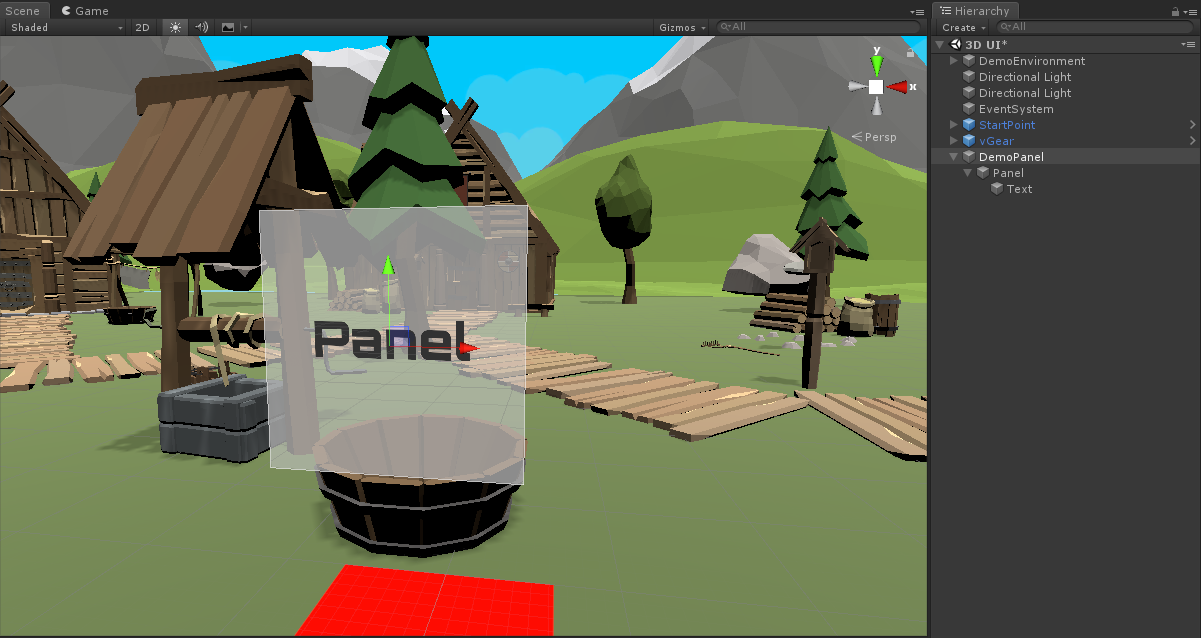 Scene Game
Shaded 2D Gizmos All
y
x
Persp
Panel
Hierarchy
Create All
3D UI*
DemoEnvironment
Directional Light
Directional Light
EventSystem
StartPoint
vGear
DemoPanel
Panel
Text